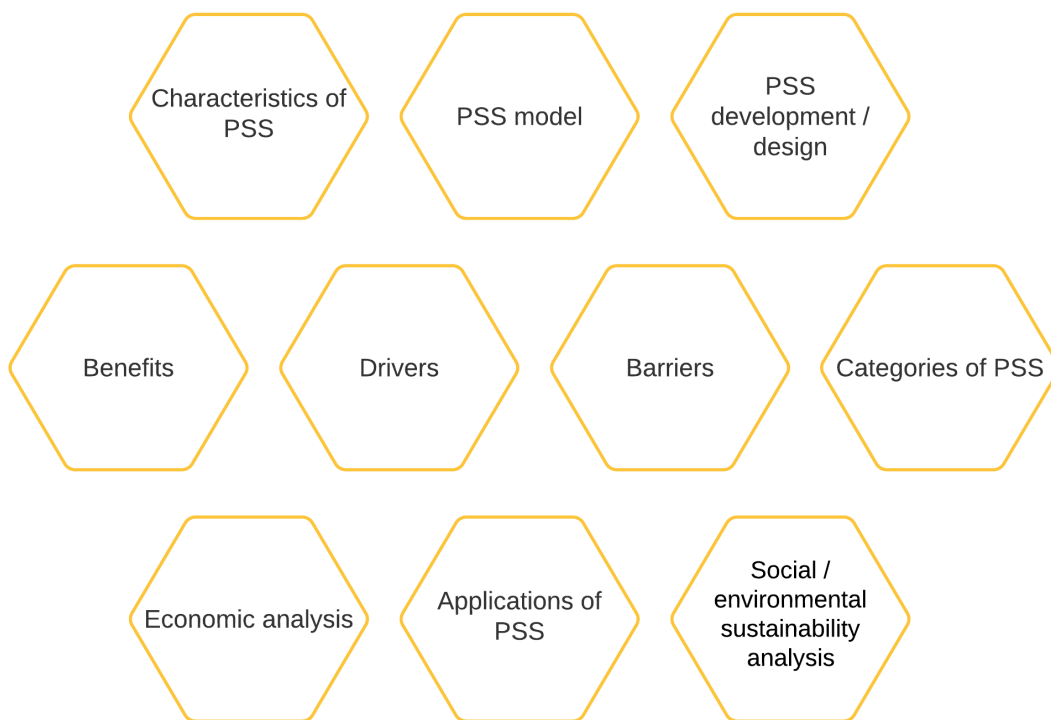 Characteristics of
PSS
PSS model
PSS
development /
design
Benefits
Drivers
Barriers
Categories of PSS
Economic analysis
Applications of
PSS
Social /
environmental
sustainability
analysis